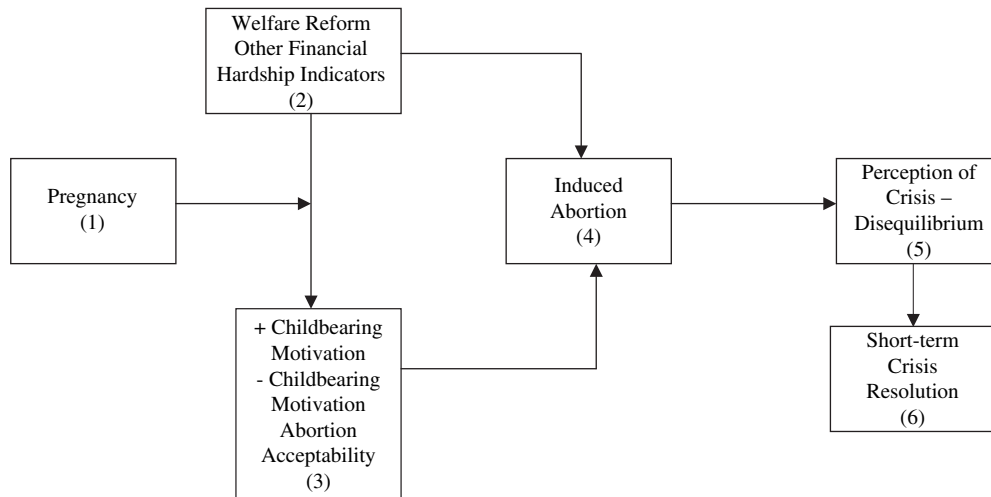 Welfare Reform
Other Financial
Hardship Indicators
(2)
Pregnancy
(1)
Induced
Abortion
(4)
Perception of
Crisis –
Disequilibrium
(5)
+ Childbearing
Motivation
- Childbearing
Motivation
Abortion
Acceptability
(3)
Short-term
Crisis
Resolution
(6)